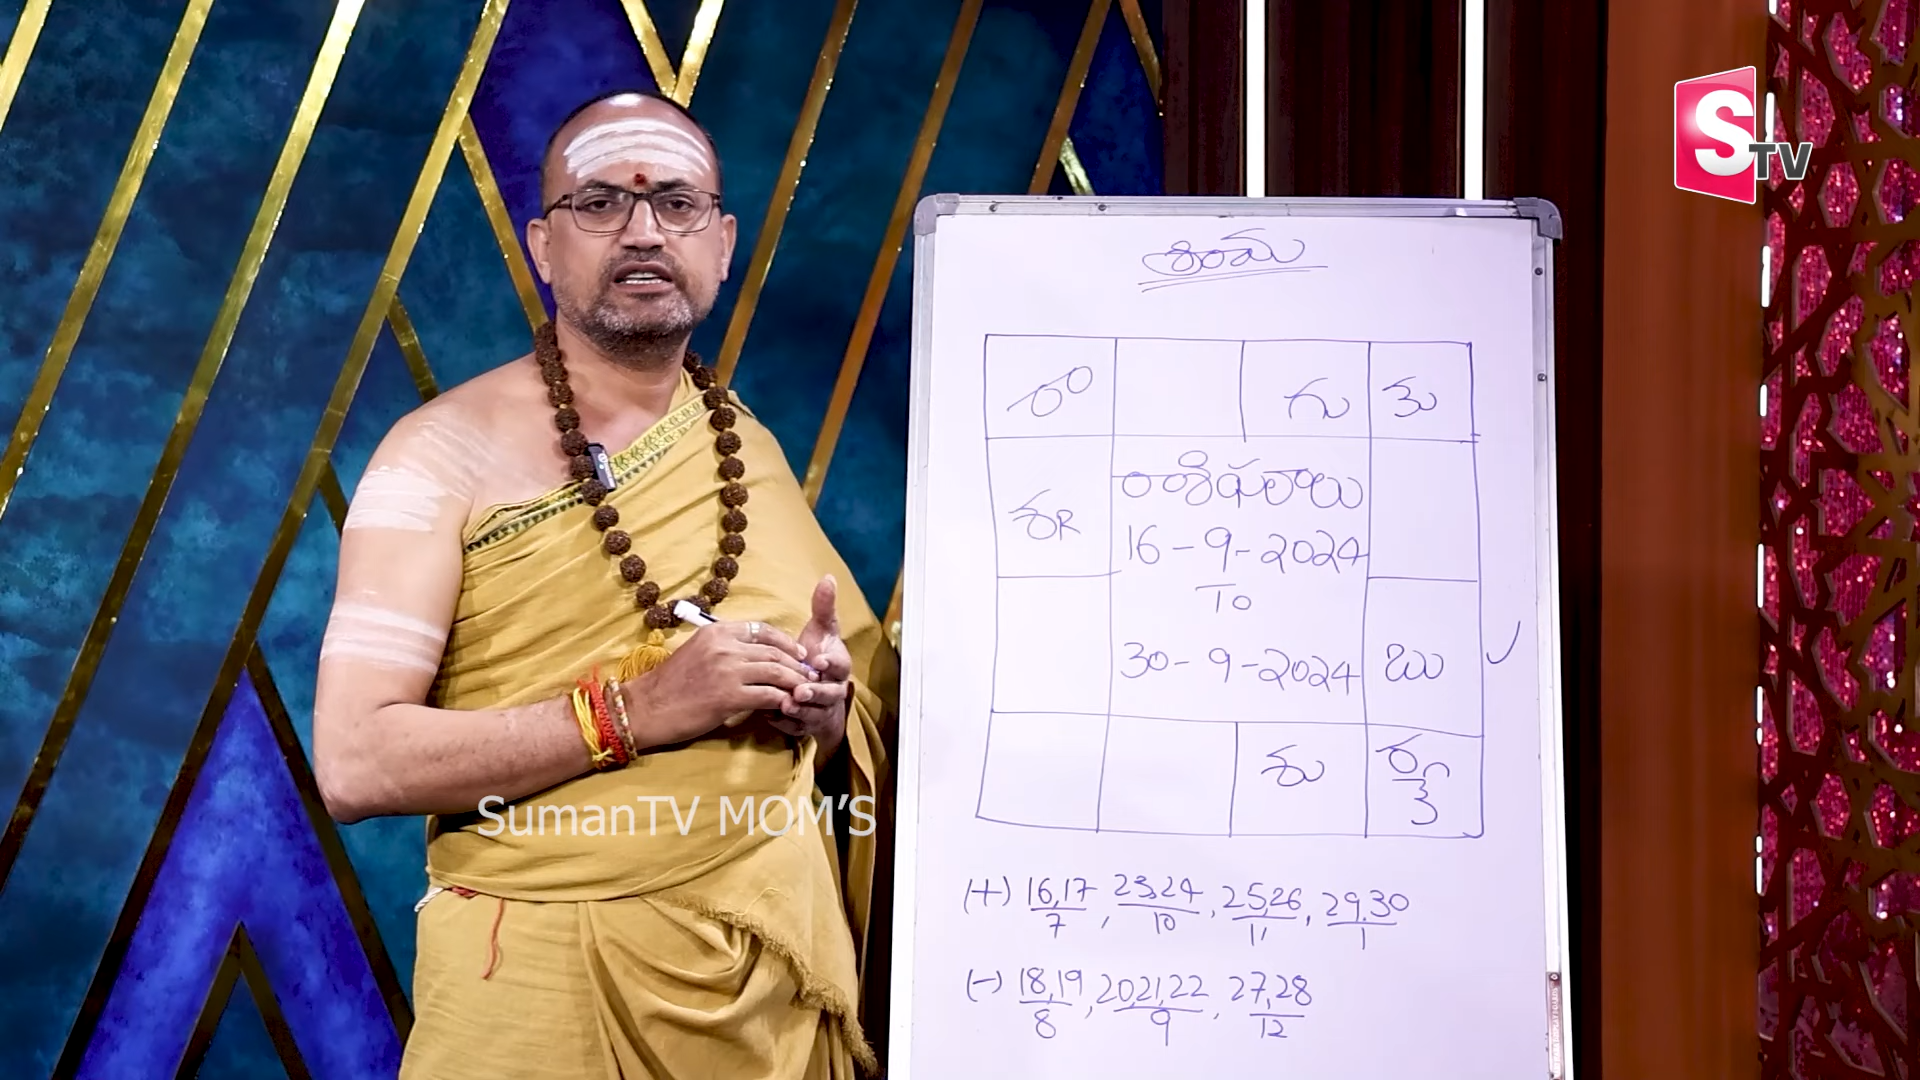 STV
సింహ
రా గు కు
శR
రాశిఫలాలు
16-9-2024
To
30-9-2024
బు
శు ర
కే
(+) 16,17/7, 23,24/10, 25,26/11, 29,30/1
(-) 18,19/8, 20,21,22/9, 27,28/12
SumanTV MOM'S